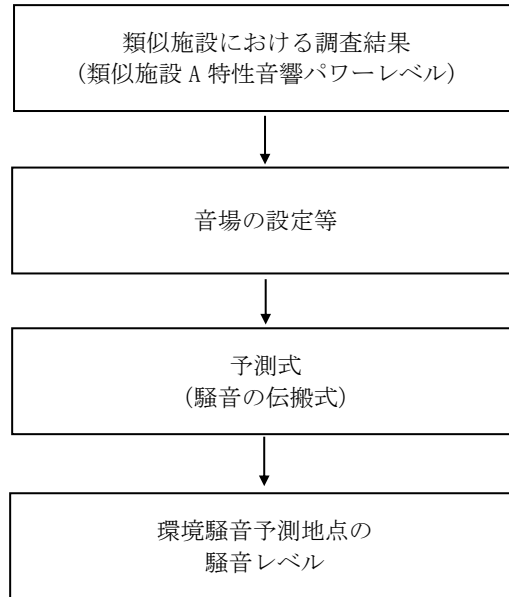 類似施設における調査結果
(類似施設 A 特性音響パワーレベル)
音場の設定等
予測式
(騒音の伝搬式)
環境騒音予測地点の
騒音レベル